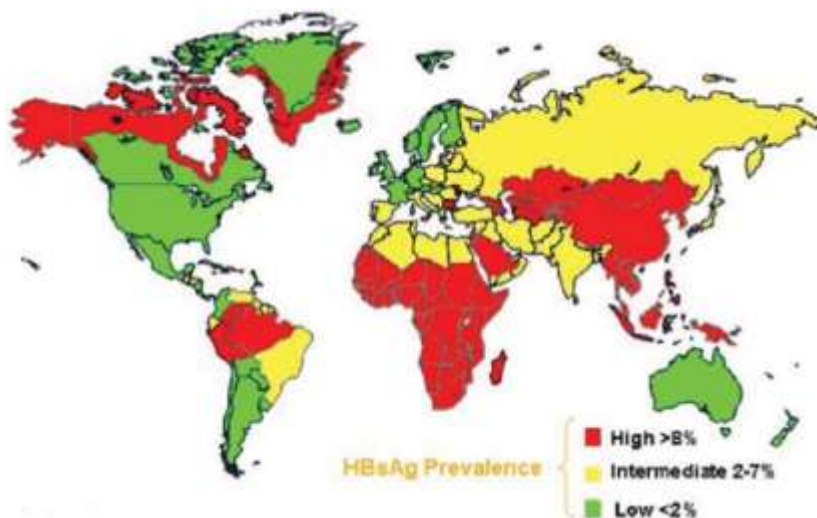 High >8%
HBsAg Prevalence
Intermediate 2-7%
Low <2%